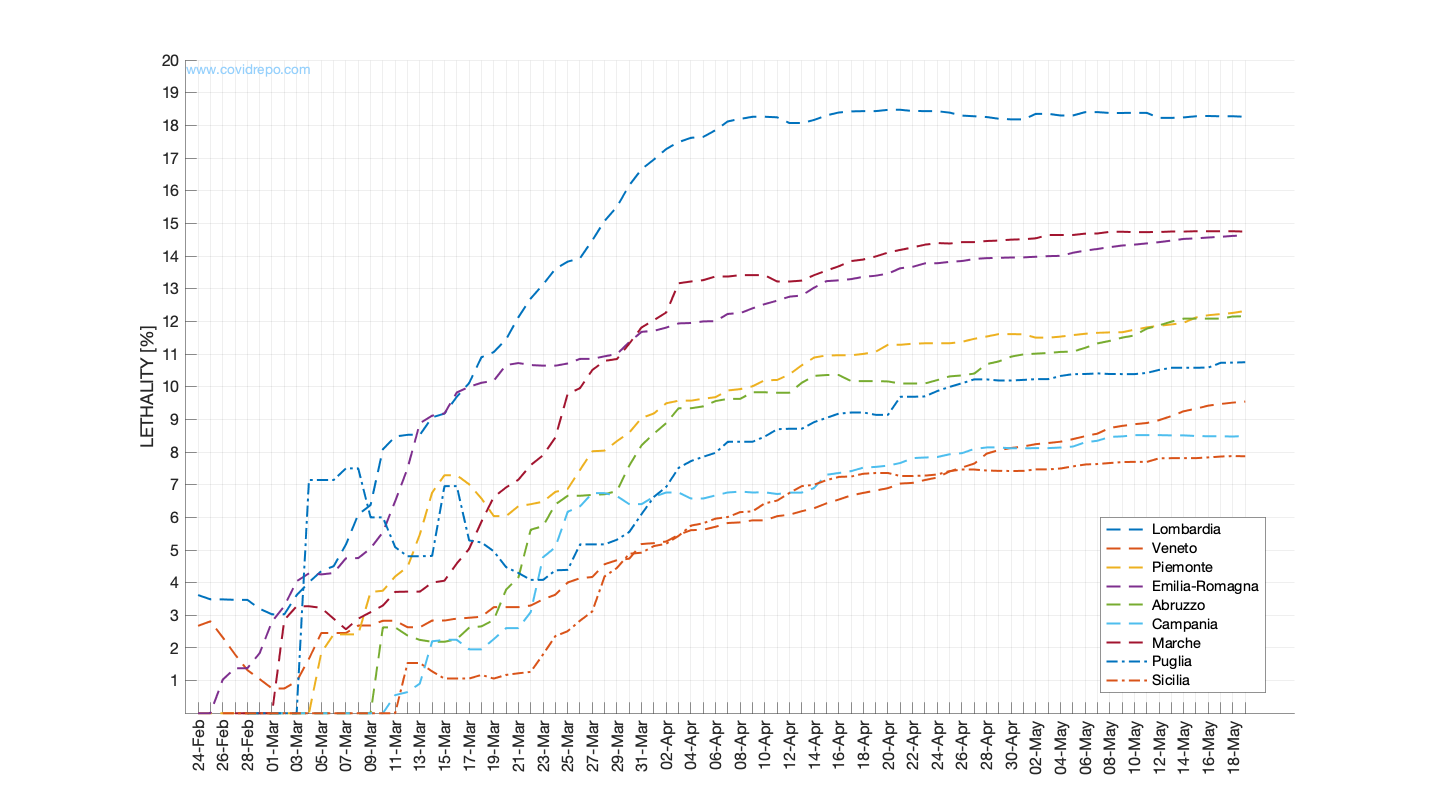 www.covidrepo.com
LETHALITY [%]
20
19
18
17
16
15
14
13
12
11
10
9
8
7
6
5
4
3
2
1
24-Feb
26-Feb
28-Feb
01-Mar
03-Mar
05-Mar
07-Mar
09-Mar
11-Mar
13-Mar
15-Mar
17-Mar
19-Mar
21-Mar
23-Mar
25-Mar
27-Mar
29-Mar
31-Mar
02-Apr
04-Apr
06-Apr
08-Apr
10-Apr
12-Apr
14-Apr
16-Apr
18-Apr
20-Apr
22-Apr
24-Apr
26-Apr
28-Apr
30-Apr
02-May
04-May
06-May
08-May
10-May
12-May
14-May
16-May
18-May
Lombardia
Veneto
Piemonte
Emilia-Romagna
Abruzzo
Campania
Marche
Puglia
Sicilia